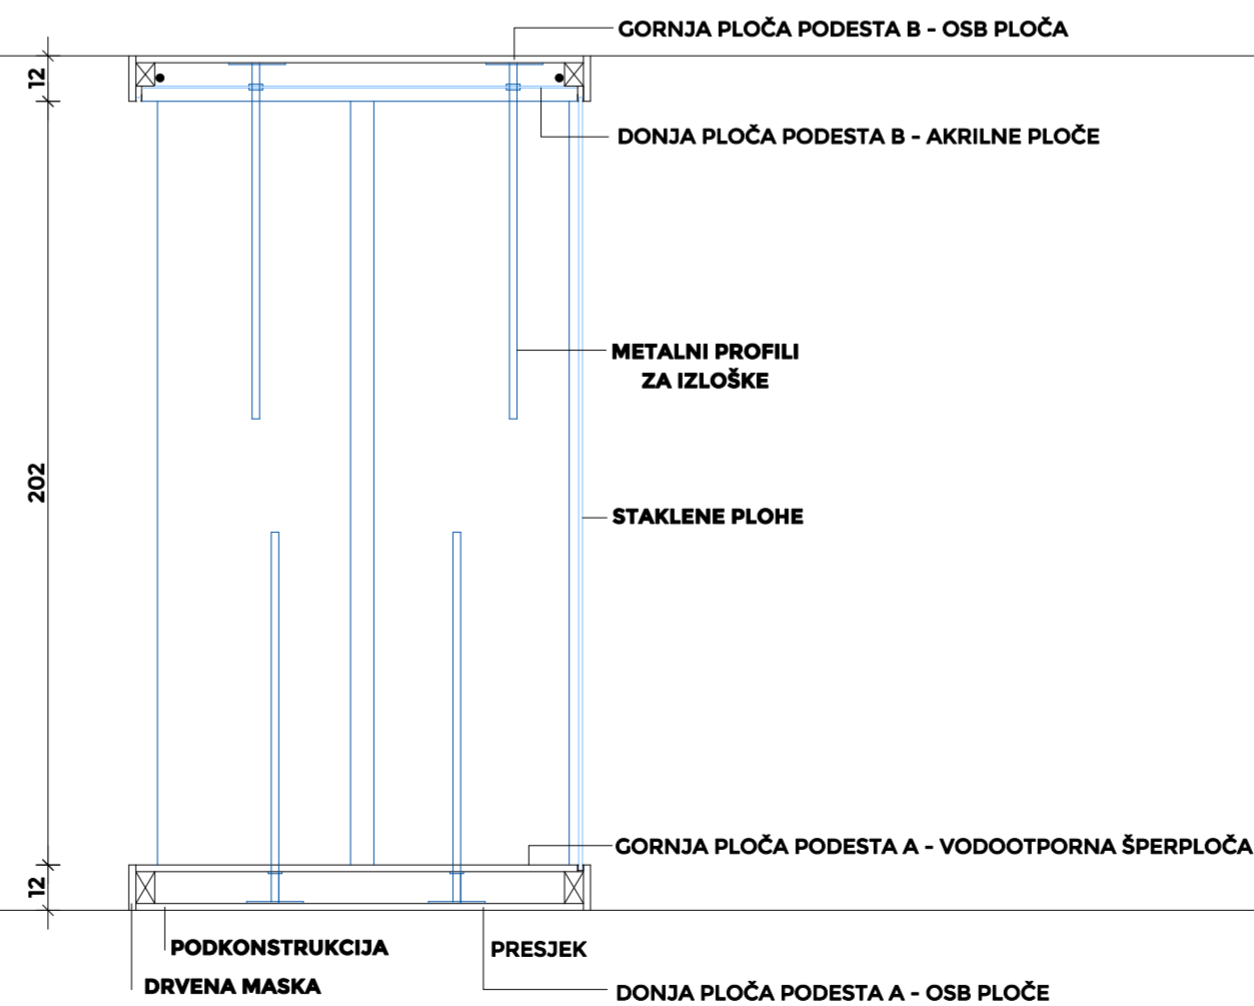 GORNJA PLOČA PODESTA B - OSB PLOČA
12
DONJA PLOČA PODESTA B - AKRILNE PLOČE
METALNI PROFILI
ZA IZLOŠKE
202
STAKLENE PLOHE
GORNJA PLOČA PODESTA A - VODOOTPORNA ŠPERPLOČA
12
PODKONSTRUKCIJA
PRESJEK
DRVENA MASKA
DONJA PLOČA PODESTA A - OSB PLOČE